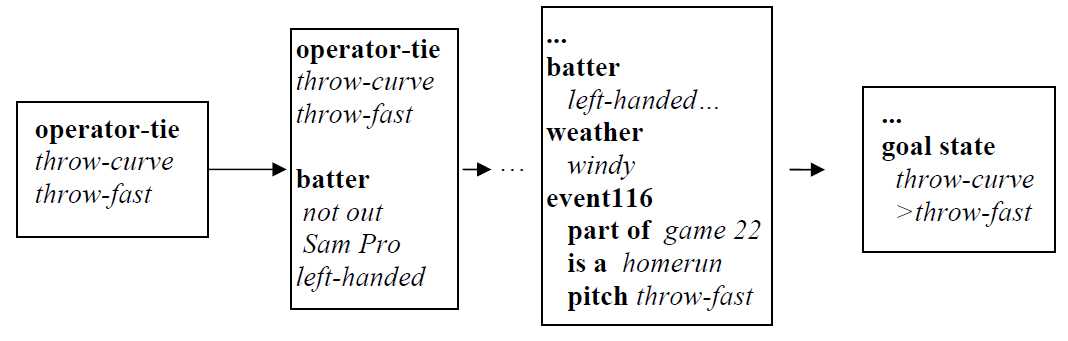 operator-tie
throw-curve
throw-fast
operator-tie
throw-curve
throw-fast
batter
not out
Sam Pro
left-handed
...
...
batter
left-handed...
weather
windy
event116
part of game 22
is a homerun
pitch throw-fast
...
goal state
throw-curve
>throw-fast